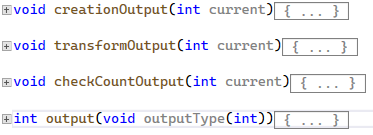 void creationOutput(int current){ ... }
void transformOutput(int current){ ... }
void checkCountOutput(int current){ ... }
int output(void outputType(int)){ ... }